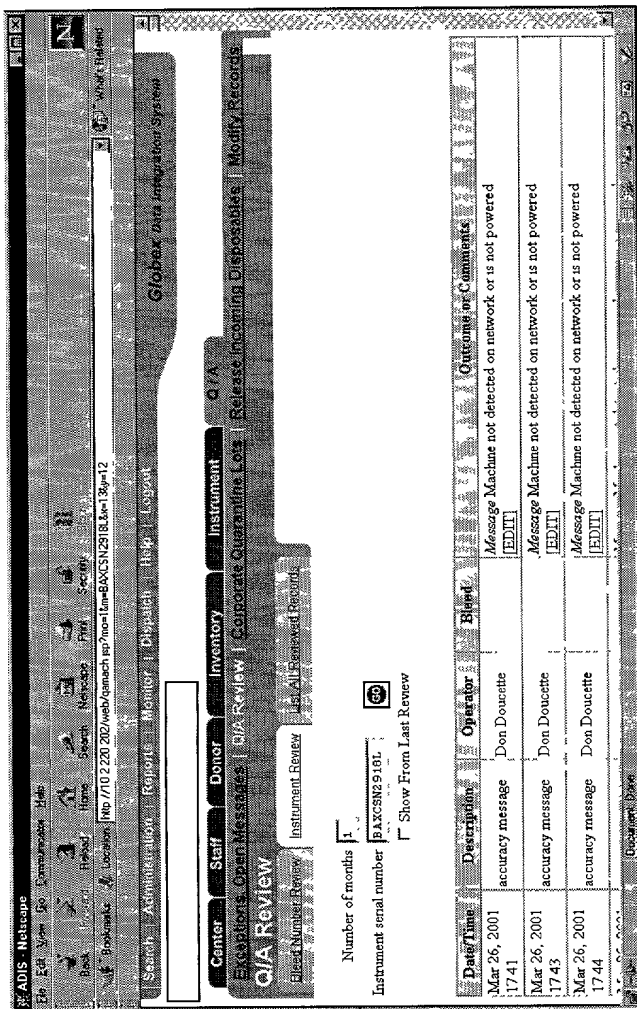 ADIS - Netscape
File Edit View Go Communicator Help
Back Forward Reload Home Search Netscape Print Security
Bookmarks Location: http //10 2 220 202/web/qamach asp?mo=1&m=BAXCSN2918L&x=13&y=12 What's Related
Search | Administration | Reports | Monitor | Dispatch | Help | Logout
Globex Data Integration System
Center Staff Donor Inventory Instrument Q / A
Exceptions, Open Messages | Q/A Review | Corporate Quarantine Lots | Release Incoming Disposables | Modify Records
Q/A Review
Bleed Number Review Instrument Review List All Reviewed Records
Number of months 1
Instrument serial number BAXCSN2918L GO
Show From Last Review
Date/Time Description Operator Bleed Outcome or Comments
Mar 26, 2001 1741 accuracy message Don Doucette Message Machine not detected on network or is not powered
[EDIT]
Mar 26, 2001 1743 accuracy message Don Doucette Message Machine not detected on network or is not powered
[EDIT]
Mar 26, 2001 1744 accuracy message Don Doucette Message Machine not detected on network or is not powered
[EDIT]
Document Done